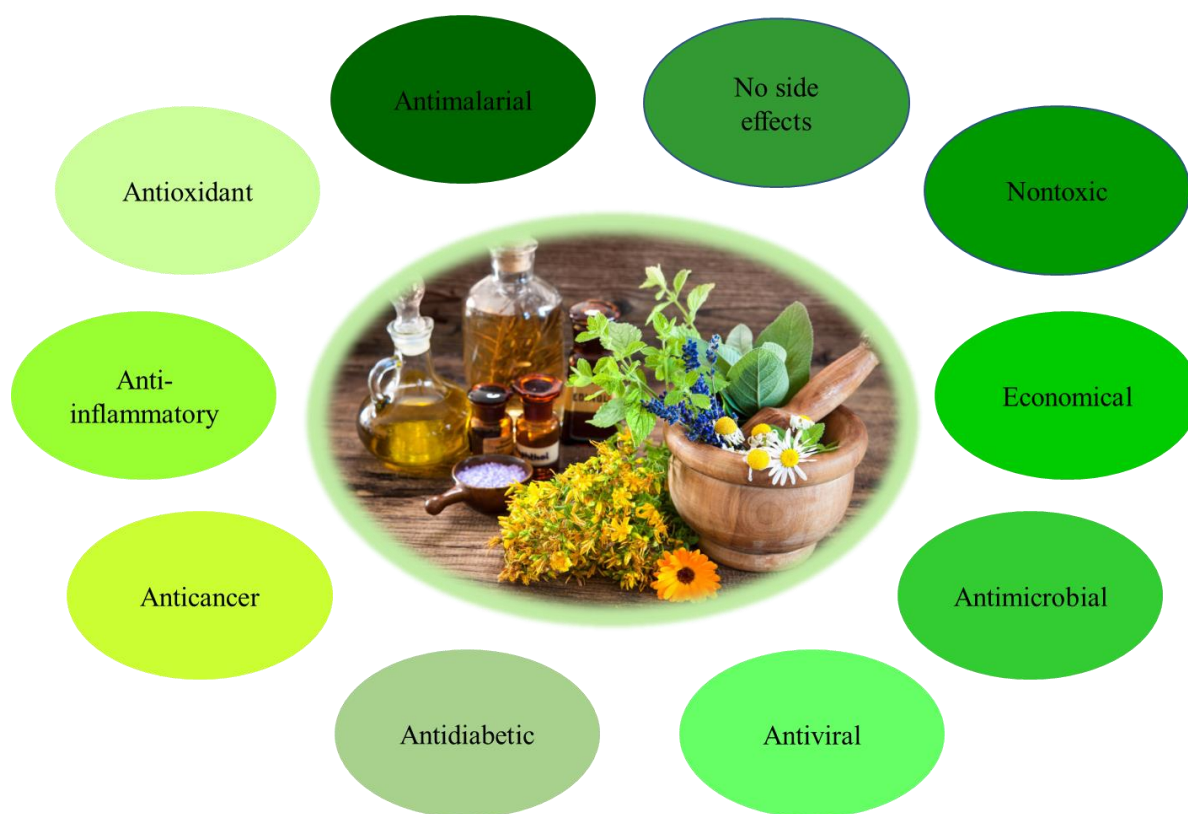 Antimalarial
No side
effects
Antioxidant
Nontoxic
Anti-
inflammatory
Economical
Anticancer
Antimicrobial
Antidiabetic
Antiviral